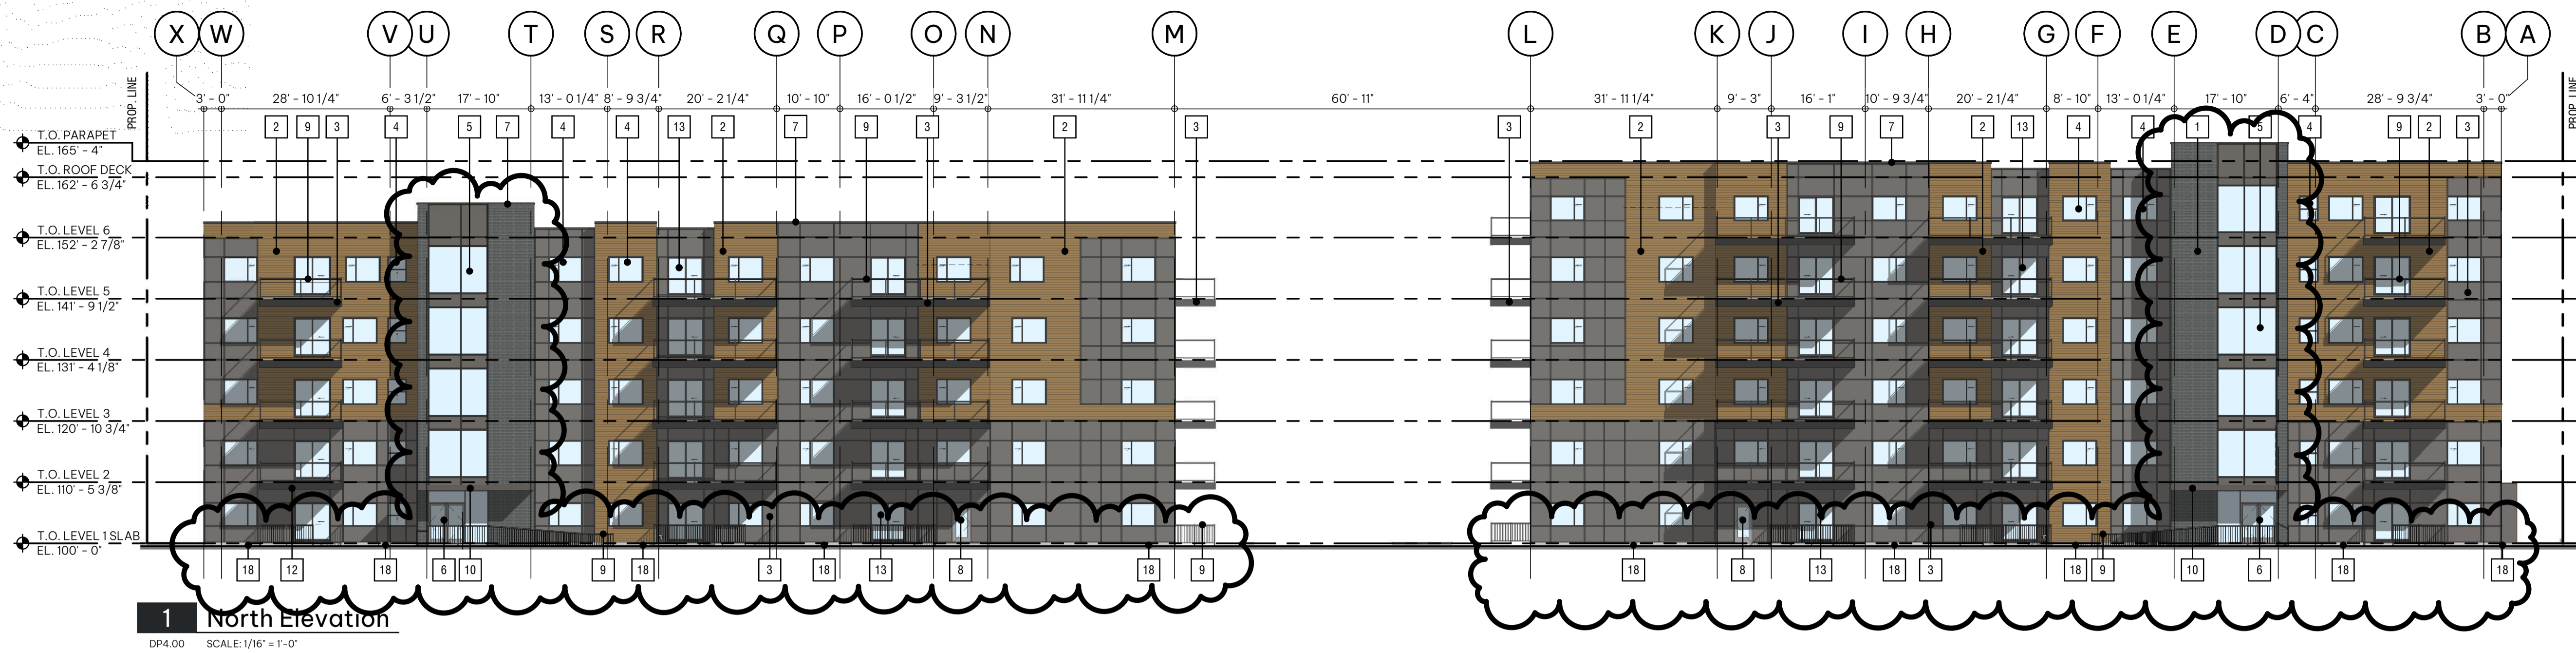 X W V U T S R Q P O N M L K J I H G F E D C B A
PROP. LINE
3' - 0" 28' - 10 1/4" 6' - 3 1/2" 17' - 10" 13' - 0 1/4" 8' - 9 3/4" 20' - 2 1/4" 10' - 10" 16' - 0 1/2" 9' - 3 1/2" 31' - 11 1/4" 60' - 11" 31' - 11 1/4" 9' - 3" 16' - 1" 10' - 9 3/4" 20' - 2 1/4" 8' - 10" 13' - 0 1/4" 17' - 10" 6' - 4" 28' - 9 3/4" 3' - 0"
PROP. LINE
2 9 3 4 5 7 4 4 13 2 7 9 3 2 3 3 2 3 9 7 2 13 4 4 1 5 4 9 2 3
T.O. PARAPET
EL. 165' - 4"
T.O. ROOF DECK
EL. 162' - 6 3/4"
T.O. LEVEL 6
EL. 152' - 2 7/8"
T.O. LEVEL 5
EL. 141' - 9 1/2"
T.O. LEVEL 4
EL. 131' - 4 1/8"
T.O. LEVEL 3
EL. 120' - 10 3/4"
T.O. LEVEL 2
EL. 110' - 5 3/8"
T.O. LEVEL 1 SLAB
EL. 100' - 0"
18 12 18 6 10 9 18 3 18 13 8 18 9 18 8 13 18 3 18 9 10 6 18 18
1 North Elevation
DP4.00 SCALE: 1/16" = 1'-0"